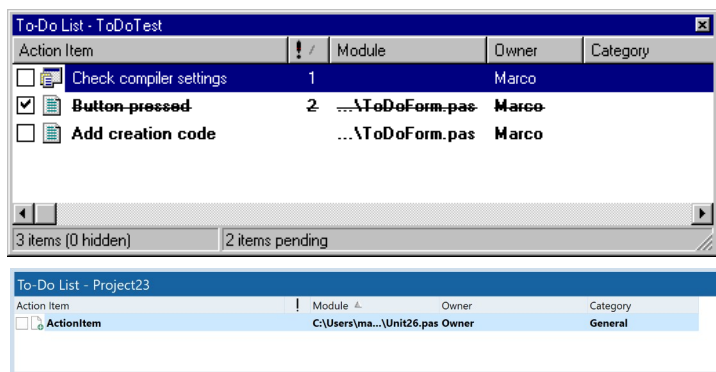 To-Do List - ToDoTest
Action Item ! / Module Owner Category
Check compiler settings 1 Marco
Button pressed 2 ...\ToDoForm.pas Marco
Add creation code ...\ToDoForm.pas Marco
3 items (0 hidden) 2 items pending
To-Do List - Project23
Action Item ! Module Owner Category
ActionItem C:\Users\ma...\Unit26.pas Owner General